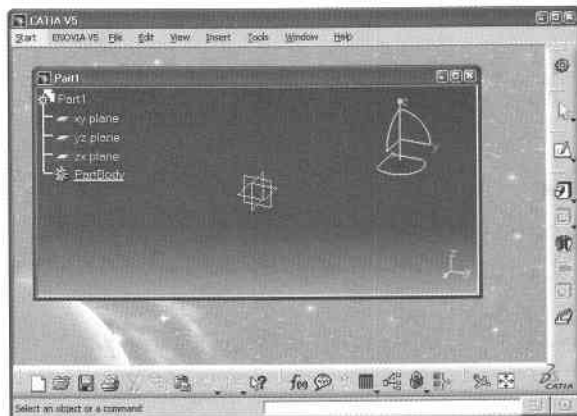 CATIA V5
Start ENOVIA V5 File Edit View Insert Tools Window Help
Part1
Part1
xy plane
yz plane
zx plane
PartBody
f(x)
CATIA
Select an object or a command